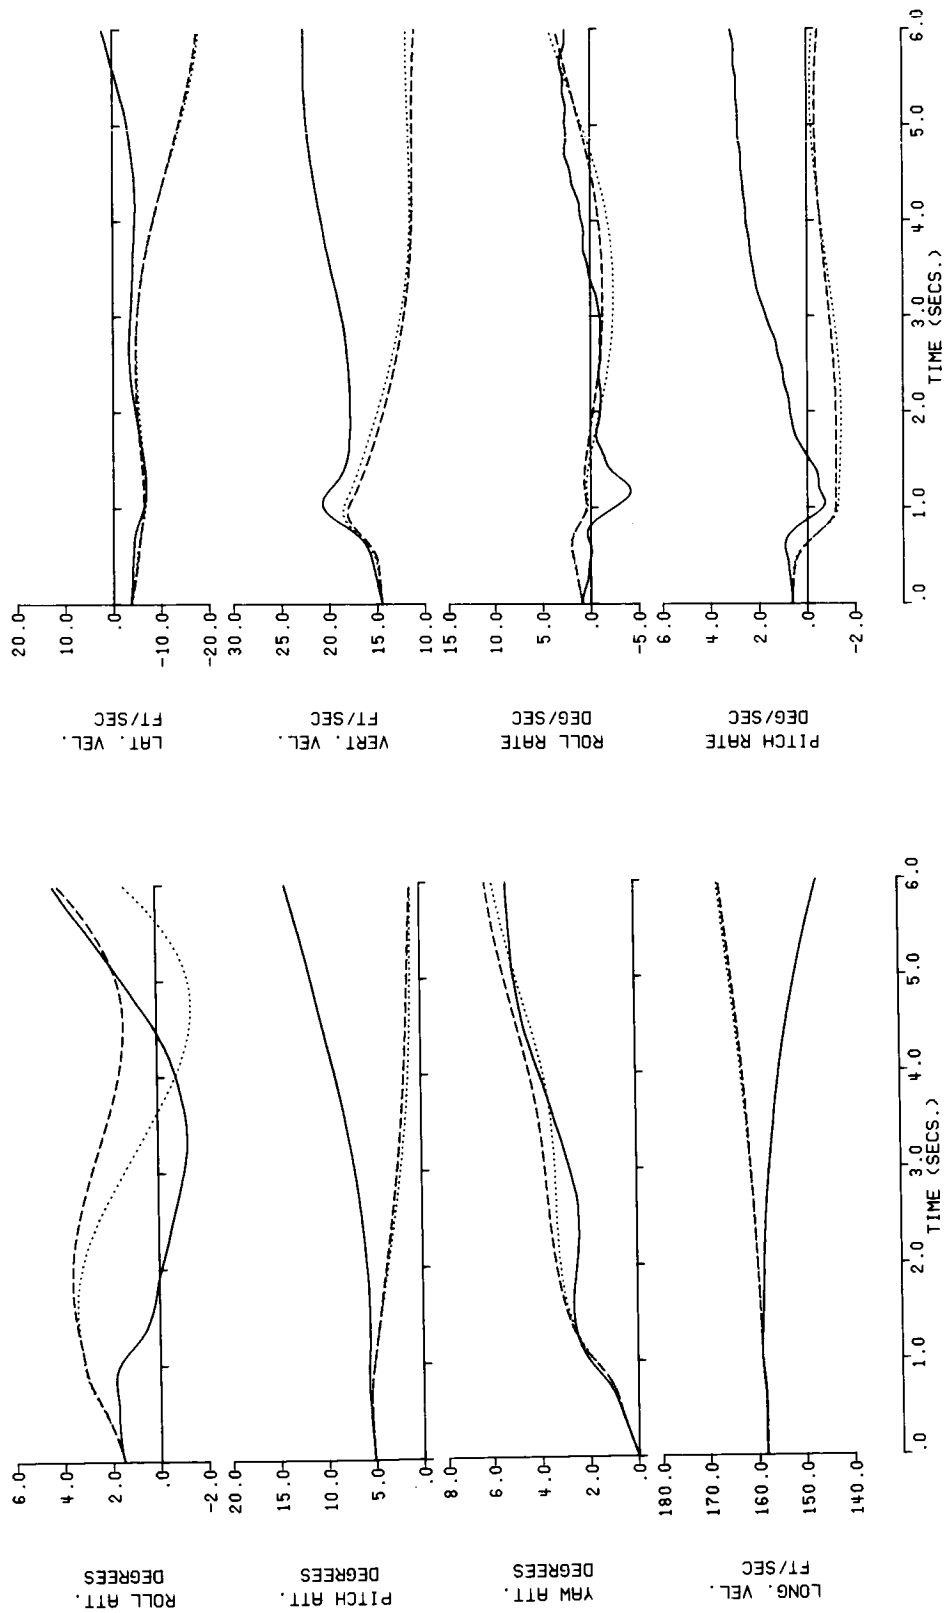 ROLL ATT.
DEGREES
6.0
4.0
2.0
.0
-2.0
PITCH ATT.
DEGREES
20.0
15.0
10.0
5.0
.0
YAW ATT.
DEGREES
8.0
6.0
4.0
2.0
.0
LONG. VEL.
FT/SEC
180.0
170.0
160.0
150.0
140.0
.0 1.0 2.0 3.0 4.0 5.0 6.0
TIME (SECS.)
LAT. VEL.
FT/SEC
20.0
10.0
.0
-10.0
-20.0
VERT. VEL.
FT/SEC
30.0
25.0
20.0
15.0
10.0
ROLL RATE
DEG/SEC
15.0
10.0
5.0
.0
-5.0
PITCH RATE
DEG/SEC
6.0
4.0
2.0
.0
-2.0
.0 1.0 2.0 3.0 4.0 5.0 6.0
TIME (SECS.)